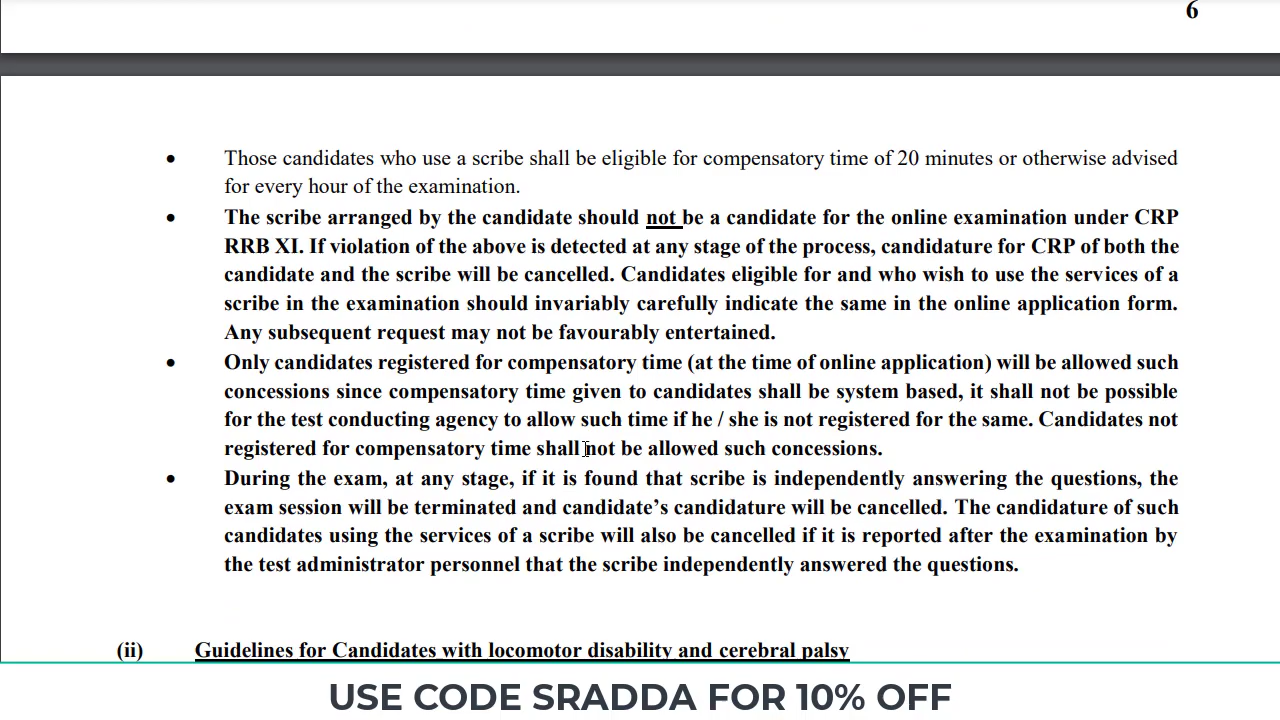 6
• Those candidates who use a scribe shall be eligible for compensatory time of 20 minutes or otherwise advised
for every hour of the examination.
• The scribe arranged by the candidate should not be a candidate for the online examination under CRP
RRB XI. If violation of the above is detected at any stage of the process, candidature for CRP of both the
candidate and the scribe will be cancelled. Candidates eligible for and who wish to use the services of a
scribe in the examination should invariably carefully indicate the same in the online application form.
Any subsequent request may not be favourably entertained.
• Only candidates registered for compensatory time (at the time of online application) will be allowed such
concessions since compensatory time given to candidates shall be system based, it shall not be possible
for the test conducting agency to allow such time if he / she is not registered for the same. Candidates not
registered for compensatory time shall not be allowed such concessions.
• During the exam, at any stage, if it is found that scribe is independently answering the questions, the
exam session will be terminated and candidate’s candidature will be cancelled. The candidature of such
candidates using the services of a scribe will also be cancelled if it is reported after the examination by
the test administrator personnel that the scribe independently answered the questions.
(ii) Guidelines for Candidates with locomotor disability and cerebral palsy
USE CODE SRADDA FOR 10% OFF